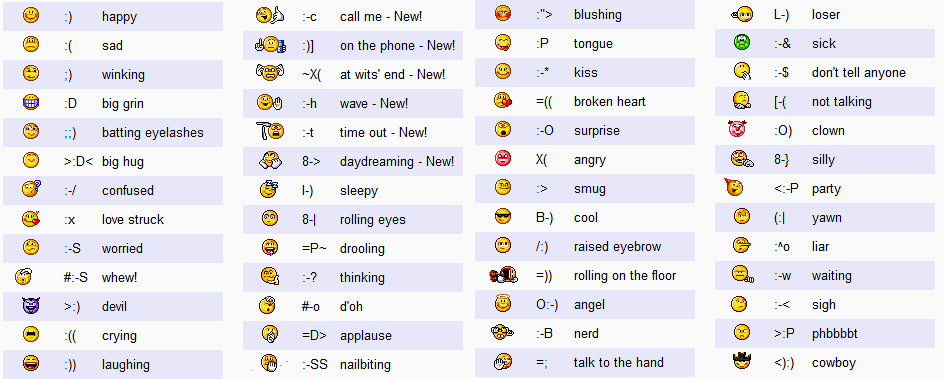 :) happy
:( sad
;) winking
:D big grin
;;) batting eyelashes
>:D< big hug
:-/ confused
:x love struck
:-S worried
#:-S whew!
>:) devil
:(( crying
:)) laughing
:-c call me - New!
:)] on the phone - New!
~X( at wits' end - New!
:-h wave - New!
:-t time out - New!
8-> daydreaming - New!
I-) sleepy
8-| rolling eyes
=P~ drooling
:-? thinking
#-o d'oh
=D> applause
:-SS nailbiting
:"> blushing
:P tongue
:-* kiss
=(( broken heart
:-O surprise
X( angry
:> smug
B-) cool
/:) raised eyebrow
=)) rolling on the floor
O:-) angel
:-B nerd
=; talk to the hand
L-) loser
:-& sick
:-$ don't tell anyone
[-( not talking
:O) clown
8-} silly
<:-P party
(:| yawn
:^o liar
:-w waiting
:-< sigh
>:P phbbbbt
<):) cowboy